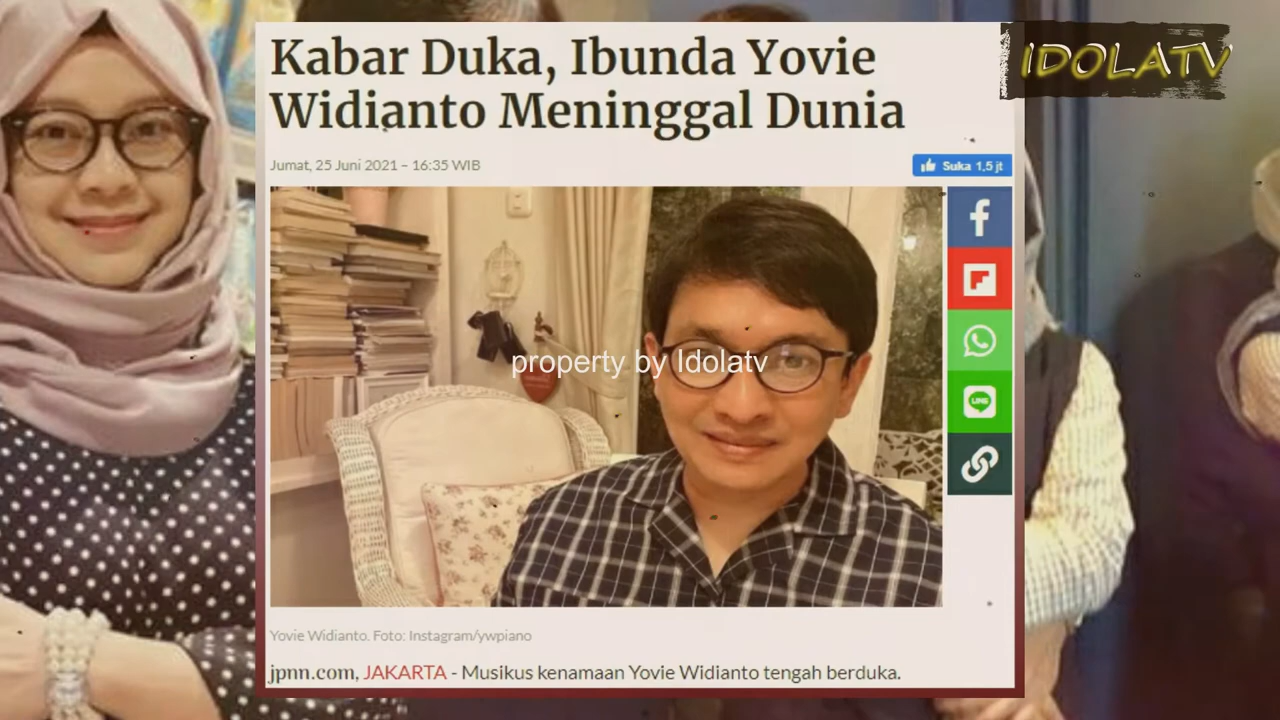 Kabar Duka, Ibunda Yovie
Widianto Meninggal Dunia
IDOLATV
Jumat, 25 Juni 2021 – 16:35 WIB
Suka 1,5 jt
property by Idolatv
LINE
Yovie Widianto. Foto: Instagram/ywpiano
jpnn.com, JAKARTA - Musikus kenamaan Yovie Widianto tengah berduka.